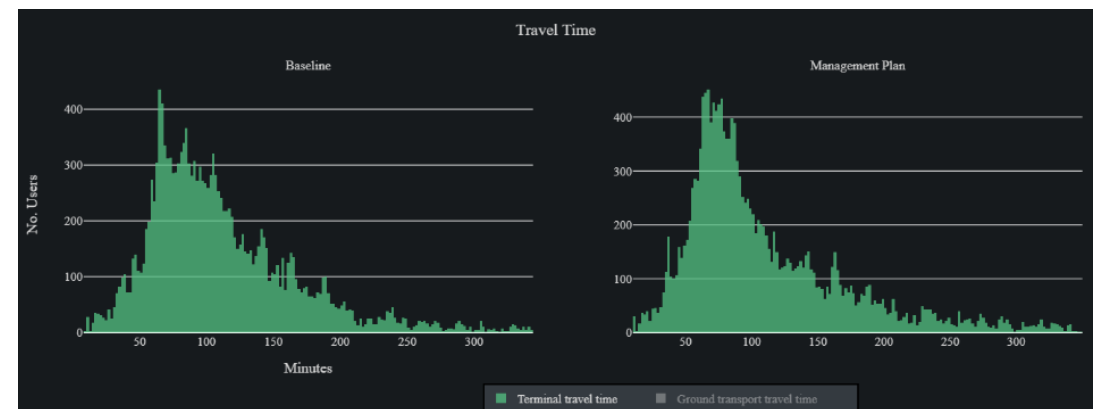 Travel Time
Baseline
Management Plan
No. Users
400
300
200
100
0
50 100 150 200 250 300
Minutes
400
300
200
100
0
50 100 150 200 250 300
Terminal travel time
Ground transport travel time